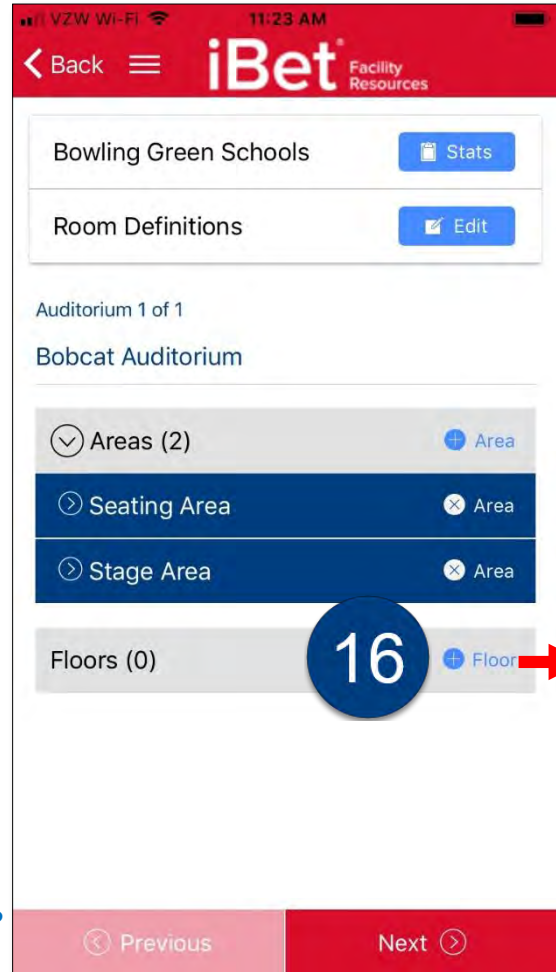 VZW Wi-Fi 11:23 AM
Back iBet® Facility Resources
Bowling Green Schools Stats
Room Definitions Edit
Auditorium 1 of 1
Bobcat Auditorium
Areas (2) Area
Seating Area Area
Stage Area Area
Floors (0) 16 Floor
Previous Next